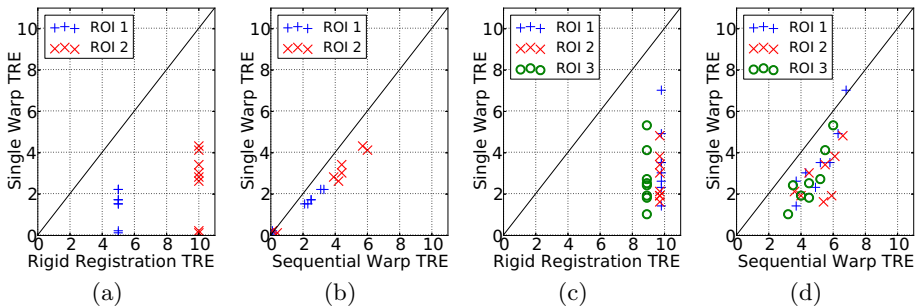 Single Warp TRE
10
8
6
4
2
0
ROI 1
ROI 2
0 2 4 6 8 10
Rigid Registration TRE
(a)
Single Warp TRE
10
8
6
4
2
0
ROI 1
ROI 2
0 2 4 6 8 10
Sequential Warp TRE
(b)
Single Warp TRE
10
8
6
4
2
0
ROI 1
ROI 2
ROI 3
0 2 4 6 8 10
Rigid Registration TRE
(c)
Single Warp TRE
10
8
6
4
2
0
ROI 1
ROI 2
ROI 3
0 2 4 6 8 10
Sequential Warp TRE
(d)